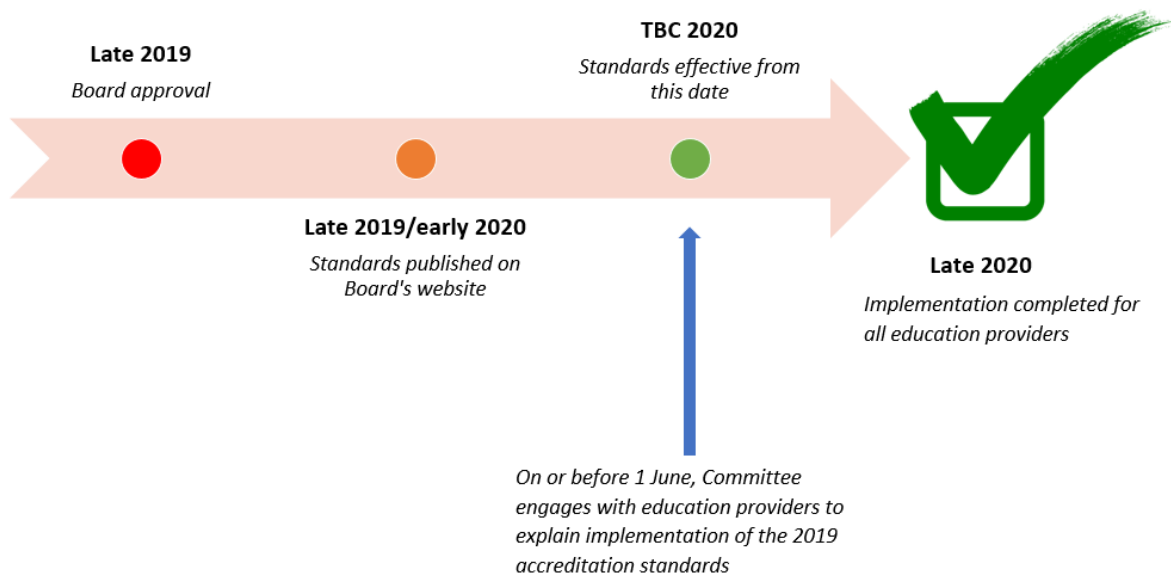 Late 2019
Board approval
Late 2019/early 2020
Standards published on
Board's website
TBC 2020
Standards effective from
this date
On or before 1 June, Committee
engages with education providers to
explain implementation of the 2019
accreditation standards
Late 2020
Implementation completed for
all education providers